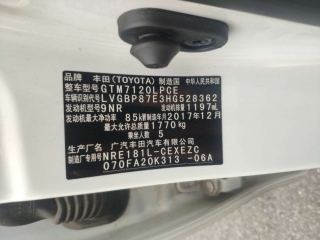 品牌 丰田(TOYOTA) 制造国 中华人民共和国
整车型号 GTM7120LPCE
车辆识别代号 LVGBP87E3HG528362
发动机型号 9NR 发动机排量 1197mL
发动机最大净功率 85kW 制造年月 2017年12月
最大允许总质量 1770kg
乘坐人数 5
生产厂名 广汽丰田汽车有限公司
制造厂车型号 NRE181L-CEXEZC
070FA20K313 -06A